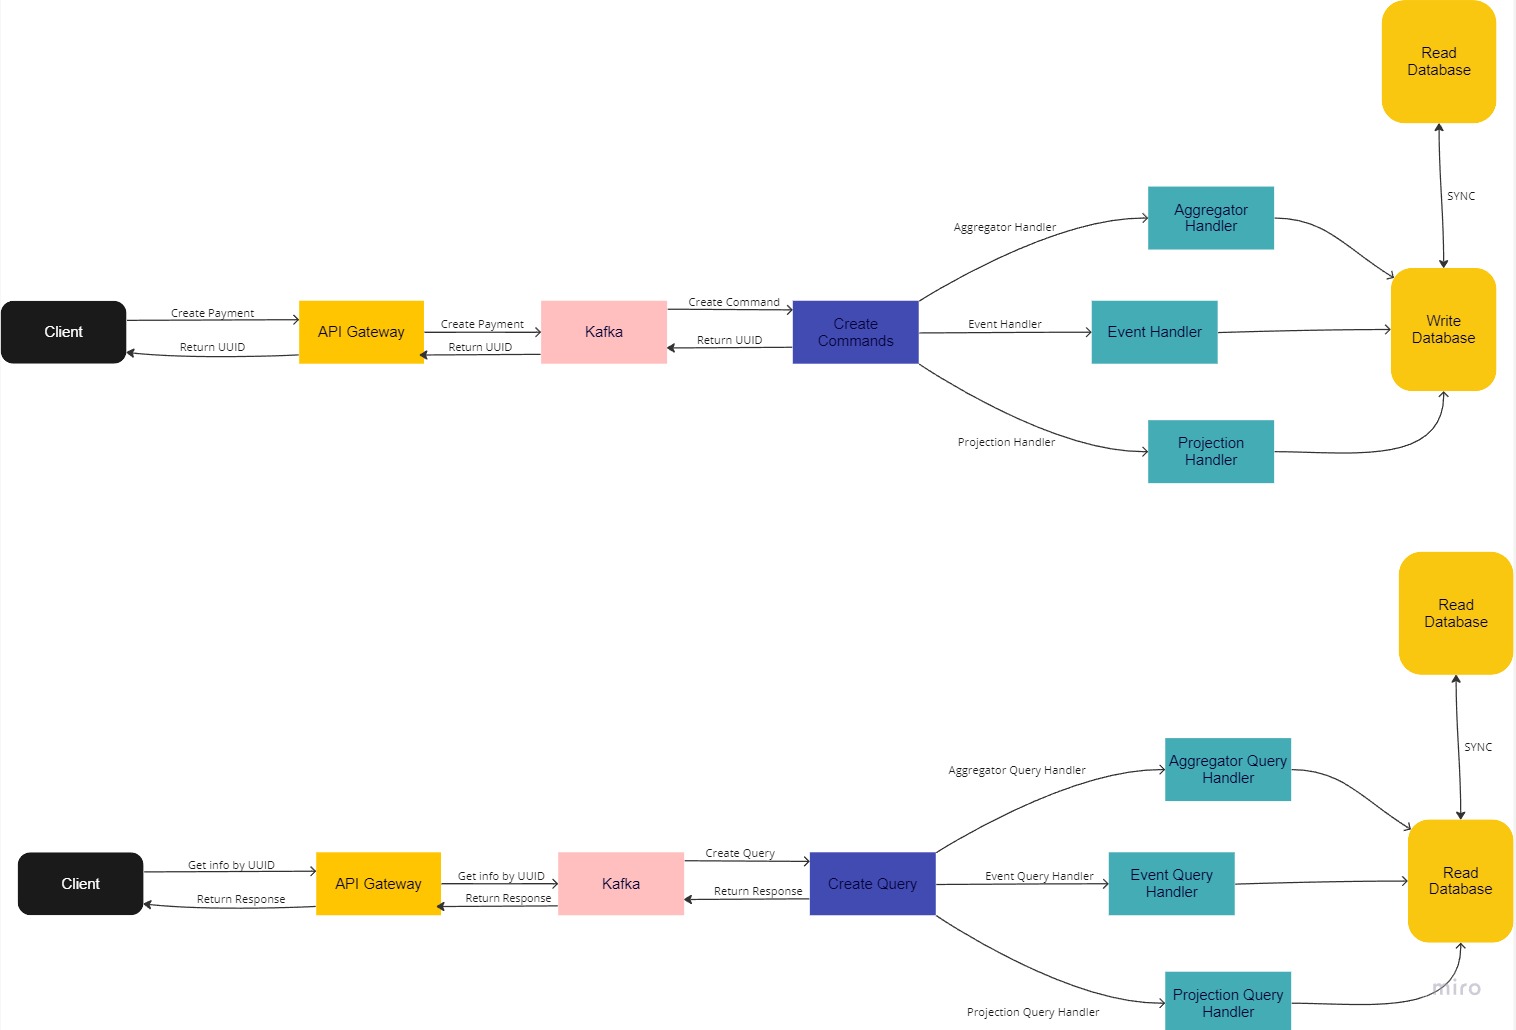 Read
Database
SYNC
Aggregator
Handler
Aggregator Handler
Client
Create Payment
Return UUID
API Gateway
Create Payment
Return UUID
Kafka
Create Command
Return UUID
Create
Commands
Event Handler
Event Handler
Write
Database
Projection Handler
Projection
Handler
Read
Database
SYNC
Aggregator Query Handler
Aggregator Query
Handler
Client
Get info by UUID
Return Response
API Gateway
Get info by UUID
Return Response
Kafka
Create Query
Return Response
Create Query
Event Query Handler
Event Query
Handler
Read
Database
Projection Query Handler
Projection Query
Handler
miro